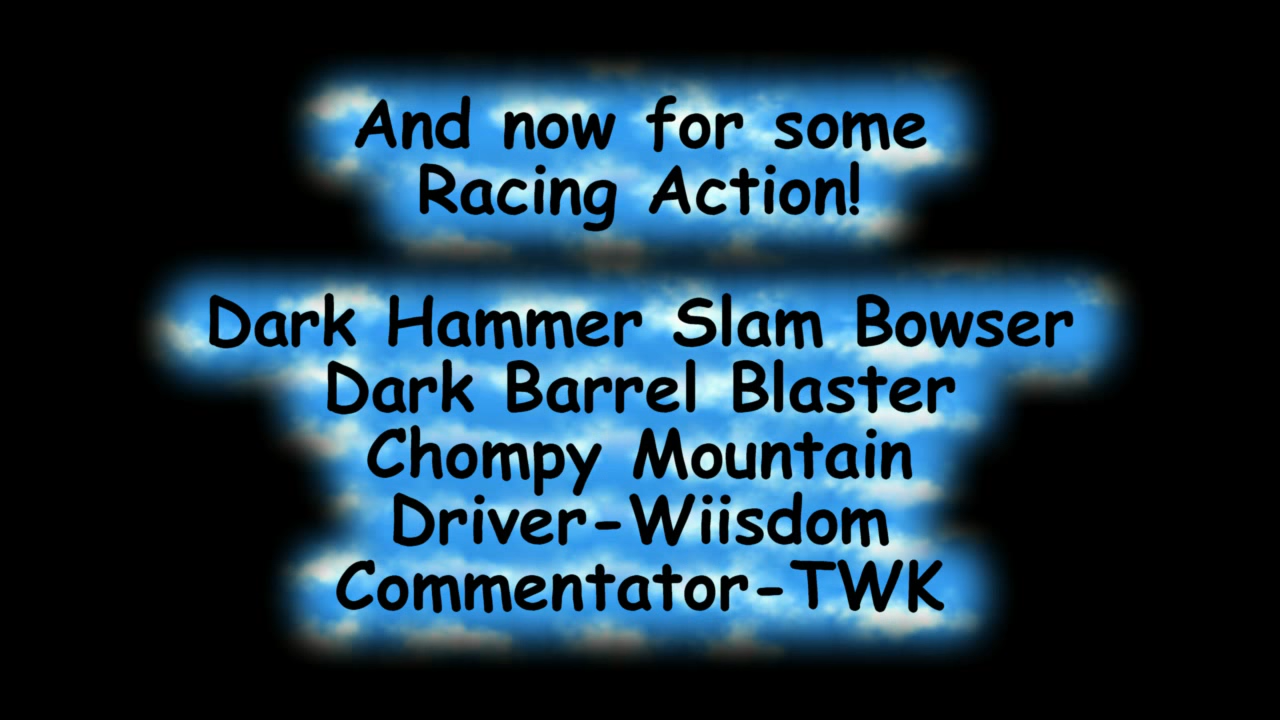 And now for some
Racing Action!
Dark Hammer Slam Bowser
Dark Barrel Blaster
Chompy Mountain
Driver-Wiisdom
Commentator-TWK